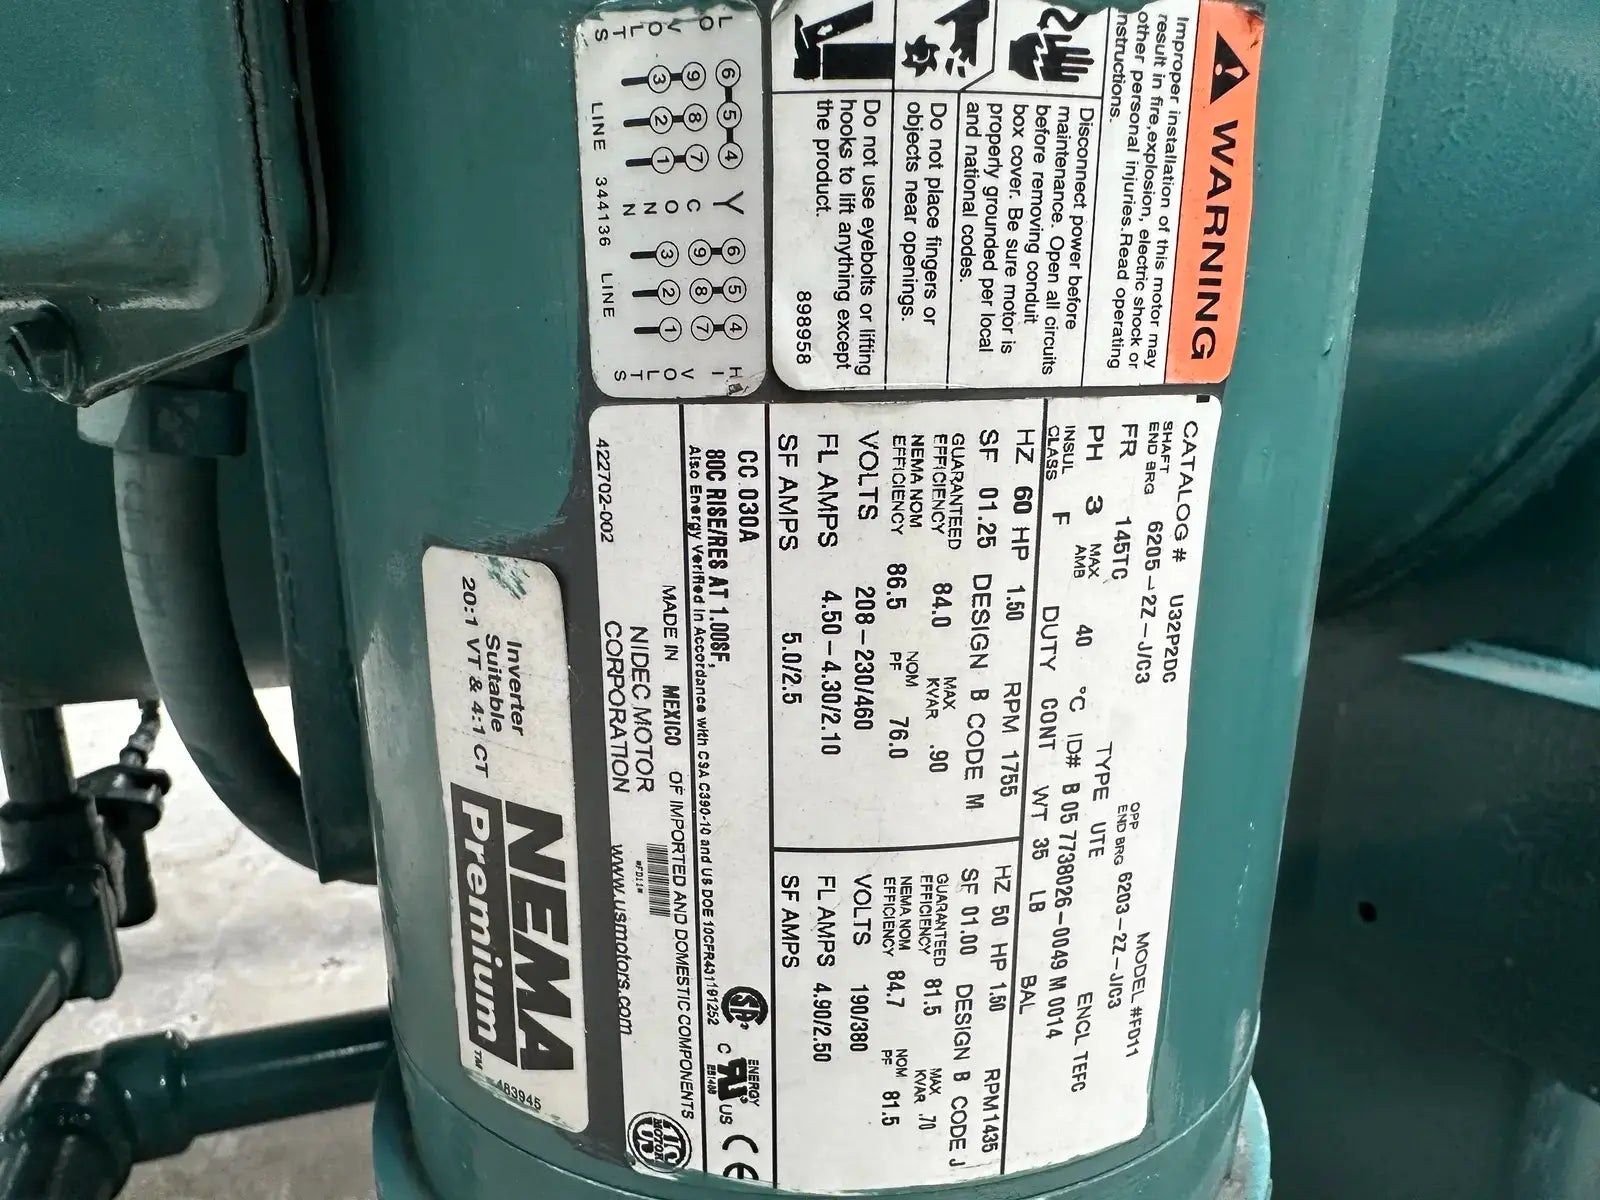 WARNING
Improper installation of this motor may
result in fire,explosion, electric shock or
other personal injuries.Read operating
instructions.
Disconnect power before
maintenance. Open all circuits
before removing conduit
box cover. Be sure motor is
properly grounded per local
and national codes.
Do not place fingers or
objects near openings.
Do not use eyebolts or lifting
hooks to lift anything except
the product.
898958
LO VOLTS
6 5 4 Y
9 8 7
3 2 1
LINE
CONN
344136
HI VOLTS
6 5 4
9 8 7
3 2 1
LINE
CATALOG # U32P2DC MODEL #FD11
SHAFT END BRG 6205-2Z-J/C3 OPP END BRG 6203-2Z-J/C3
FR 145TC TYPE UTE ENCL TEFC
PH 3 MAX AMB 40 °C ID# B 05 7738026-0049 M 0014
INSUL CLASS F DUTY CONT WT 35 LB BAL
HZ 60 HP 1.50 RPM 1755
SF 01.25 DESIGN B CODE M
GUARANTEED EFFICIENCY 84.0 MAX KVAR .90
NEMA NOM EFFICIENCY 86.5 NOM PF 76.0
VOLTS 208-230/460
FL AMPS 4.50-4.30/2.10
SF AMPS 5.0/2.5
HZ 50 HP 1.50 RPM1435
SF 01.00 DESIGN B CODE J
GUARANTEED EFFICIENCY 81.5 MAX KVAR .70
NEMA NOM EFFICIENCY 84.7 NOM PF 81.5
VOLTS 190/380
FL AMPS 4.90/2.50
SF AMPS
CC 030A
80C RISE/RES AT 1.00SF,
Also Energy Verified In Accordance with CSA C390-10 and US DOE 10CFR431191252
ENERGY
C US
CE
MADE IN MEXICO OF IMPORTED AND DOMESTIC COMPONENTS
NIDEC MOTOR
CORPORATION
www.usmotors.com
422702-002
Inverter
Suitable
20:1 VT & 4:1 CT
NEMA
Premium™
483945